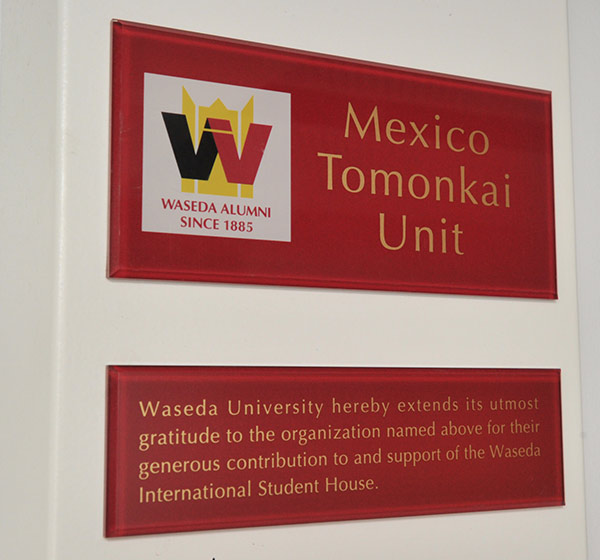 WASEDA ALUMNI
SINCE 1885
Mexico
Tomonkai
Unit
Waseda University hereby extends its utmost
gratitude to the organization named above for their
generous contribution to and support of the Waseda
International Student House.